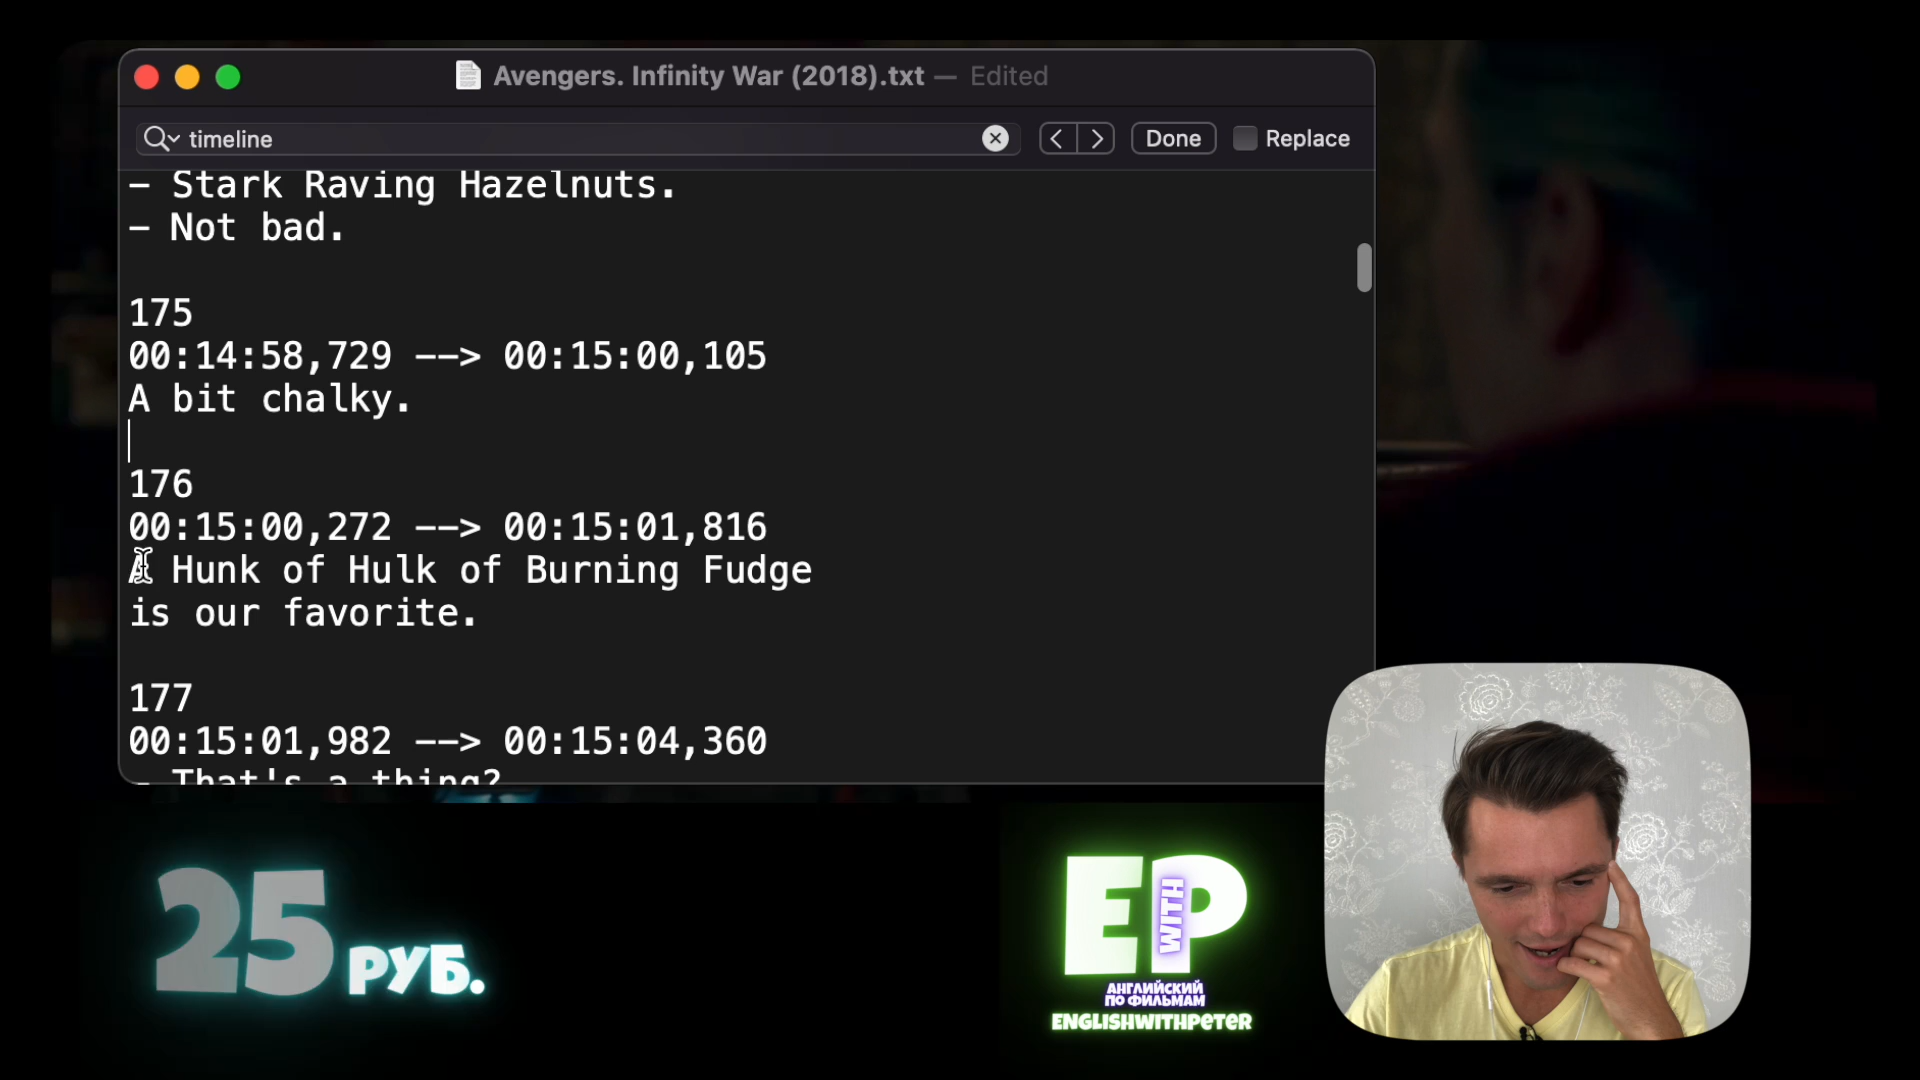 Avengers. Infinity War (2018).txt — Edited
timeline
Done
Replace
- Stark Raving Hazelnuts.
- Not bad.
175
00:14:58,729 --> 00:15:00,105
A bit chalky.
176
00:15:00,272 --> 00:15:01,816
A Hunk of Hulk of Burning Fudge
is our favorite.
177
00:15:01,982 --> 00:15:04,360
- That's a thing?
25 РУБ.
EP
WITH
АНГЛИЙСКИЙ
ПО ФИЛЬМАМ
ENGLISHWITHPETER